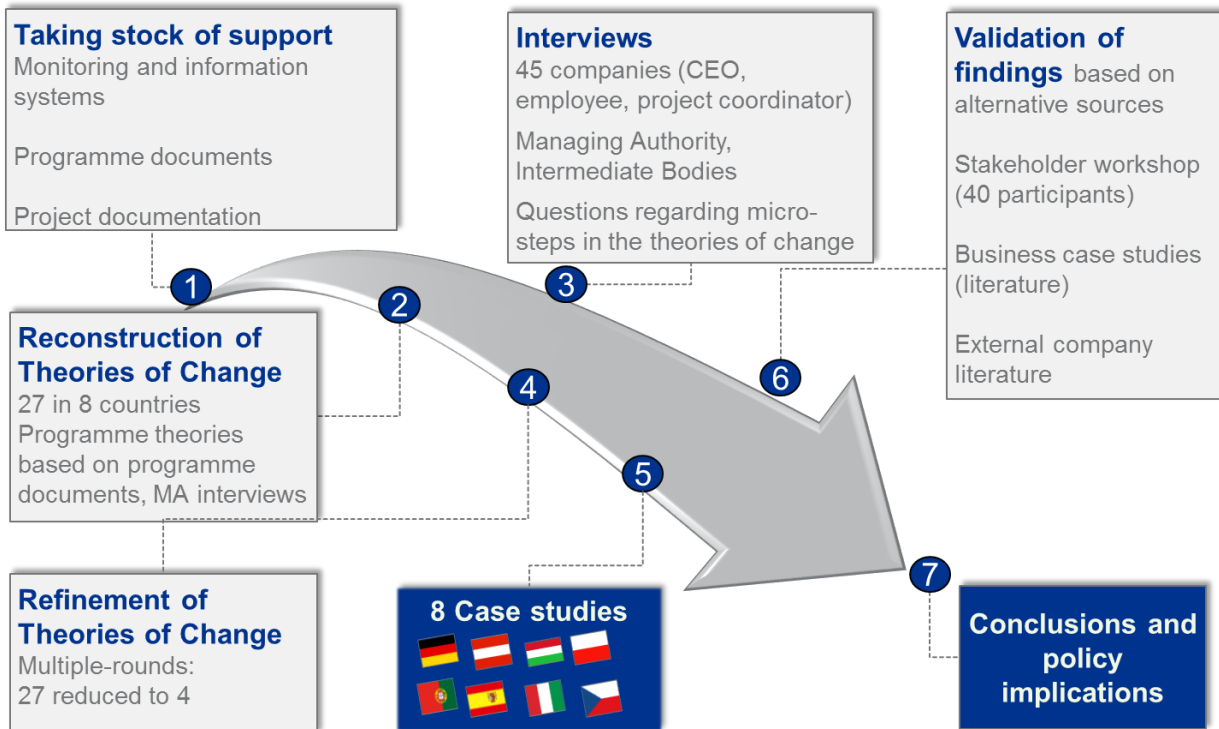 Taking stock of support
Monitoring and information
systems
Programme documents
Project documentation
1
Reconstruction of
Theories of Change
27 in 8 countries
Programme theories
based on programme
documents, MA interviews
2
Interviews
45 companies (CEO,
employee, project coordinator)
Managing Authority,
Intermediate Bodies
Questions regarding micro-
steps in the theories of change
3
Refinement of
Theories of Change
Multiple-rounds:
27 reduced to 4
4
8 Case studies
5
Validation of
findings based on
alternative sources
Stakeholder workshop
(40 participants)
Business case studies
(literature)
External company
literature
6
7
Conclusions and
policy
implications